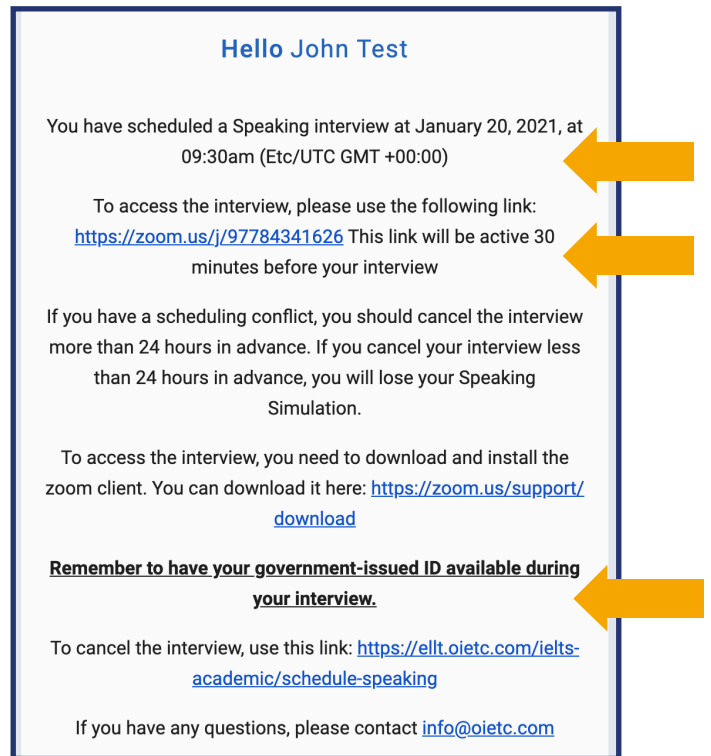 Hello John Test
You have scheduled a Speaking interview at January 20, 2021, at
09:30am (Etc/UTC GMT +00:00)
To access the interview, please use the following link:
https://zoom.us/j/97784341626 This link will be active 30
minutes before your interview
If you have a scheduling conflict, you should cancel the interview
more than 24 hours in advance. If you cancel your interview less
than 24 hours in advance, you will lose your Speaking
Simulation.
To access the interview, you need to download and install the
zoom client. You can download it here: https://zoom.us/support/
download
Remember to have your government-issued ID available during
your interview.
To cancel the interview, use this link: https://ellt.oietc.com/ielts-
academic/schedule-speaking
If you have any questions, please contact info@oietc.com